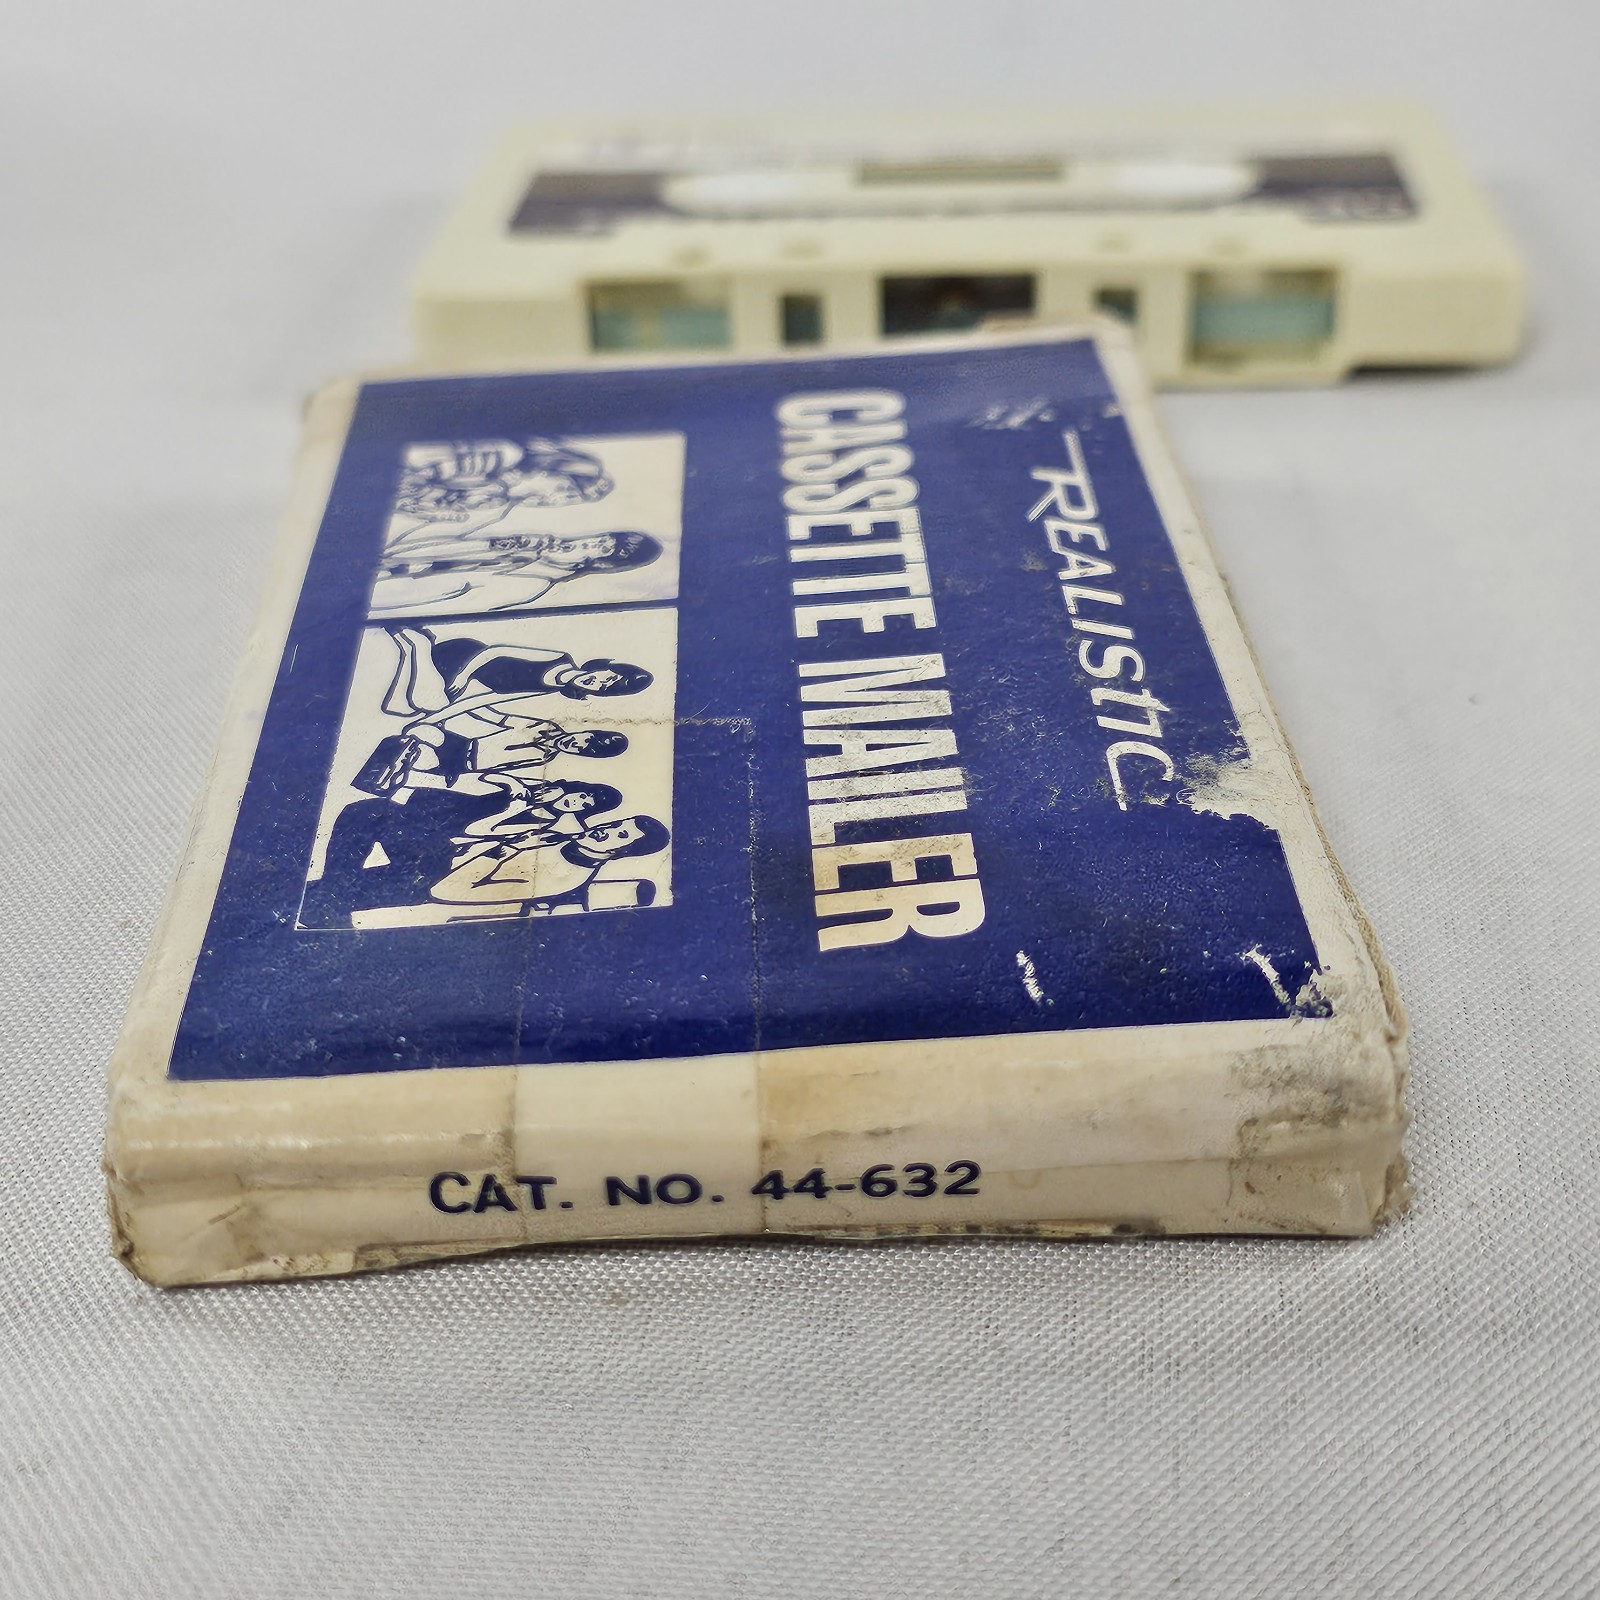 REALISTIC
CASSETTE MAILER
CAT. NO. 44-632